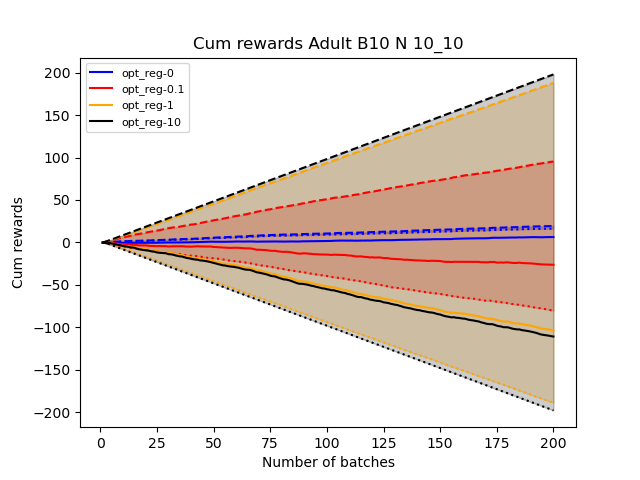 Cum rewards Adult B10 N 10_10
opt_reg-0
opt_reg-0.1
opt_reg-1
opt_reg-10
200
150
100
50
0
−50
−100
−150
−200
Cum rewards
0 25 50 75 100 125 150 175 200
Number of batches